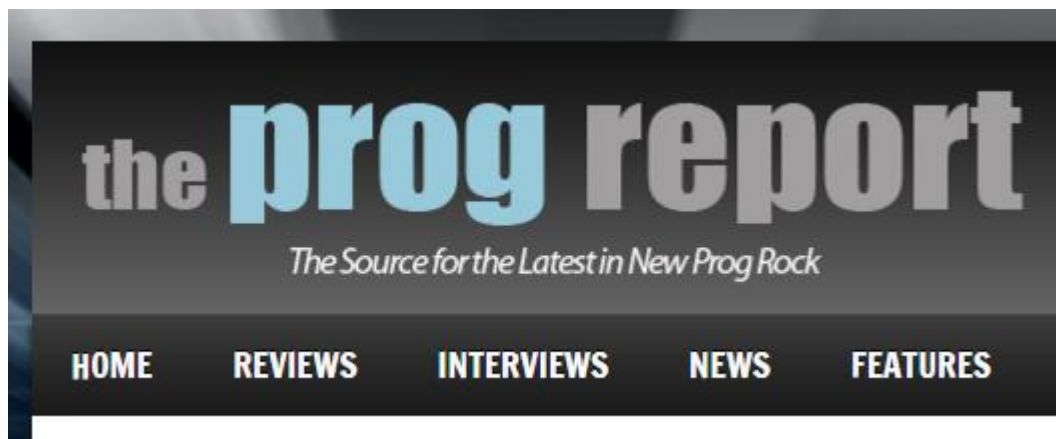 the prog report
The Source for the Latest in New Prog Rock
HOME REVIEWS INTERVIEWS NEWS FEATURES